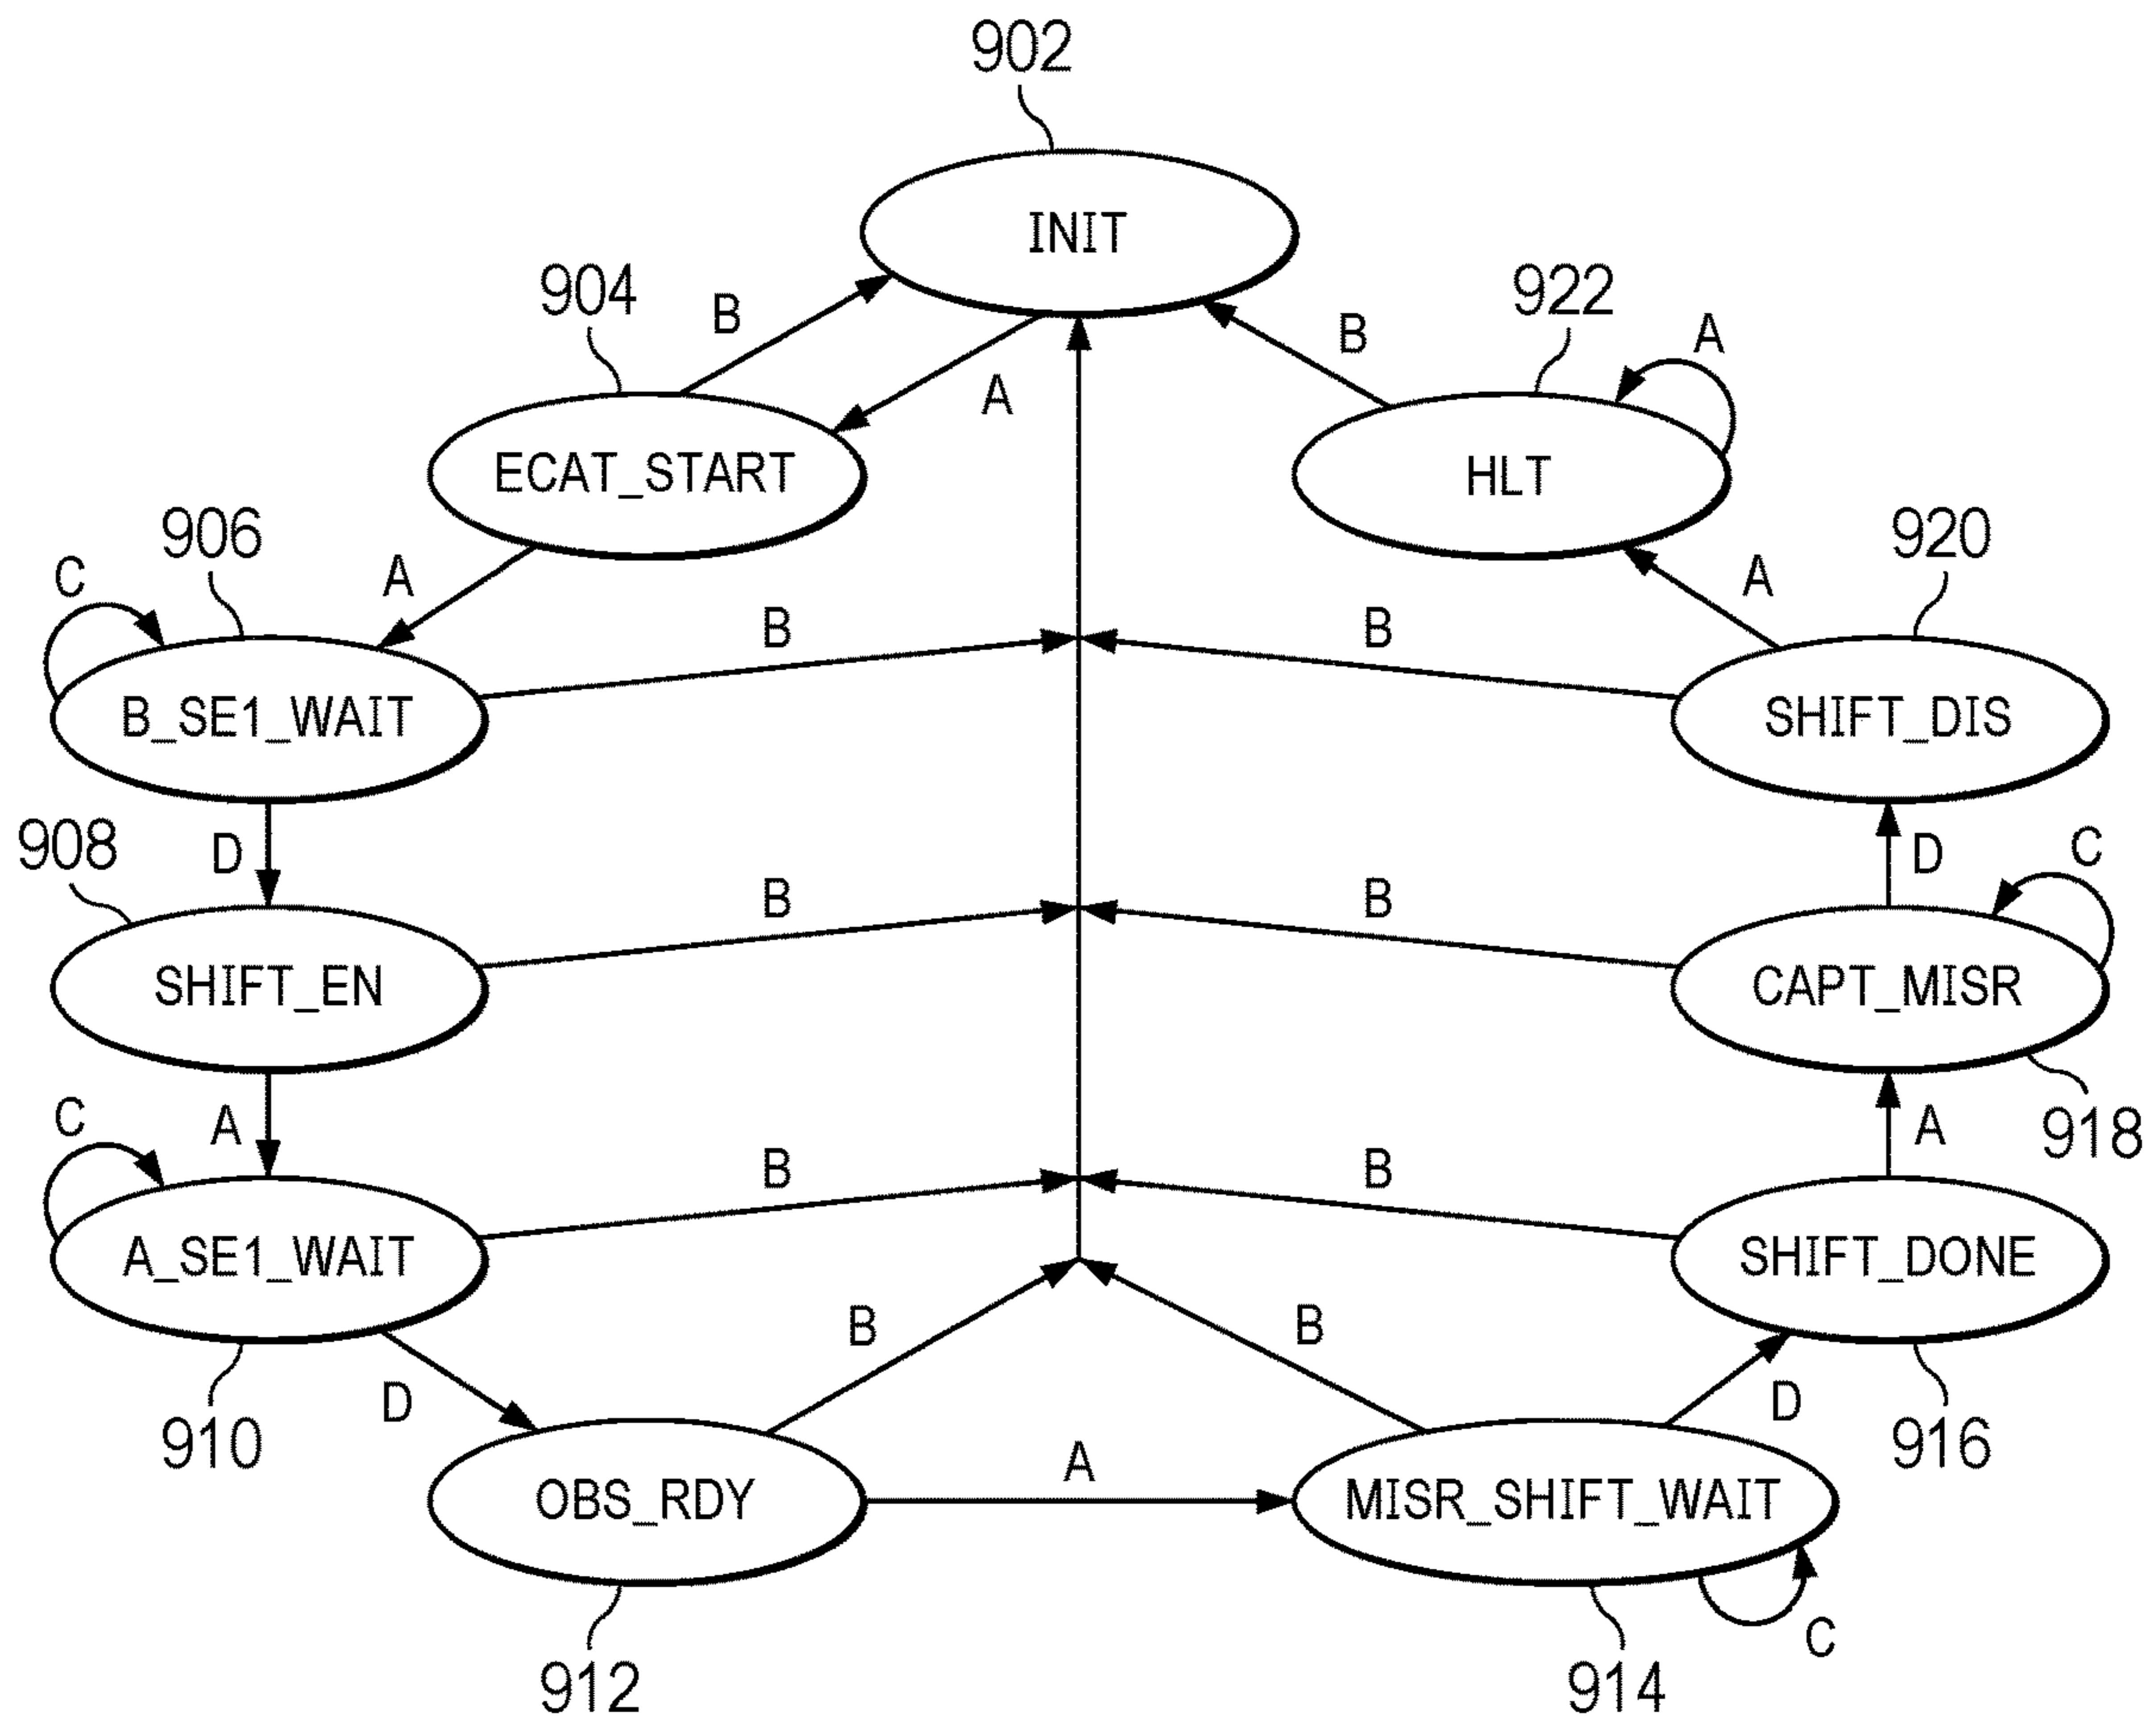 902
INIT
904
922
B
A
B
A
ECAT_START
HLT
906
920
C
A
B
B
A
B_SE1_WAIT
SHIFT_DIS
908
D
B
B
D
C
SHIFT_EN
CAPT_MISR
C
A
B
B
A
918
A_SE1_WAIT
SHIFT_DONE
910
D
B
B
D
916
OBS_RDY
A
MISR_SHIFT_WAIT
912
914
C